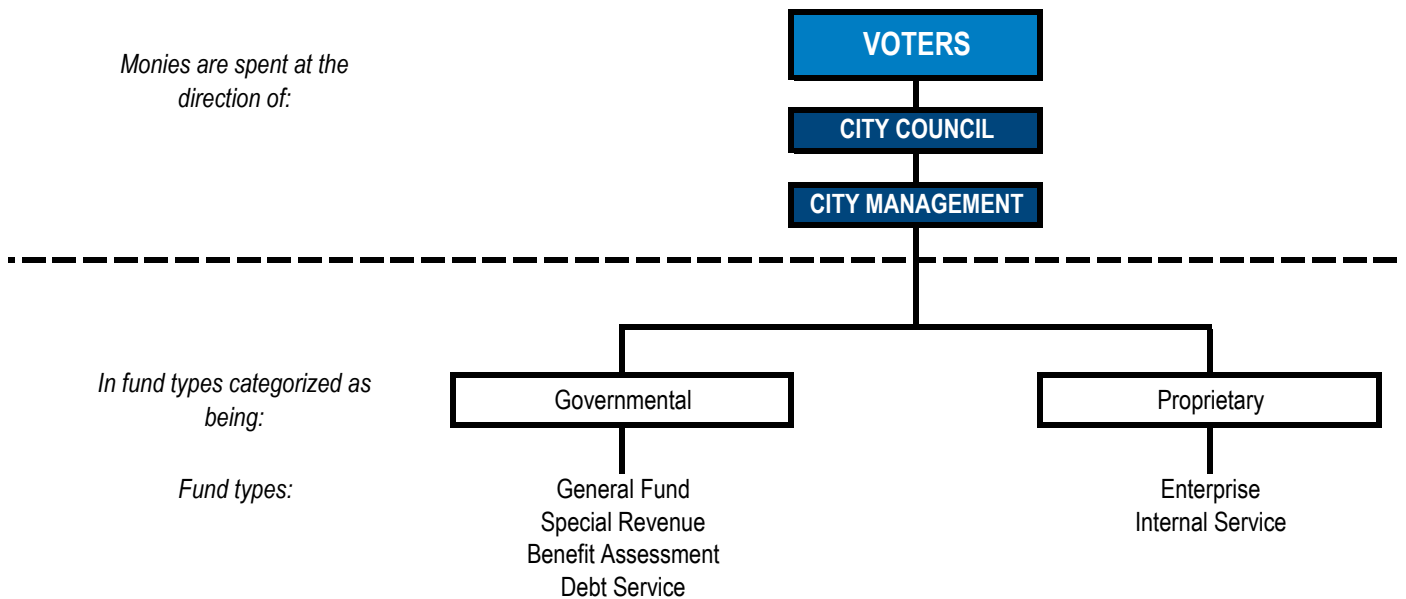 VOTERS
Monies are spent at the
direction of:
CITY COUNCIL
CITY MANAGEMENT
In fund types categorized as
being:
Governmental
Proprietary
Fund types:
General Fund
Special Revenue
Benefit Assessment
Debt Service
Enterprise
Internal Service